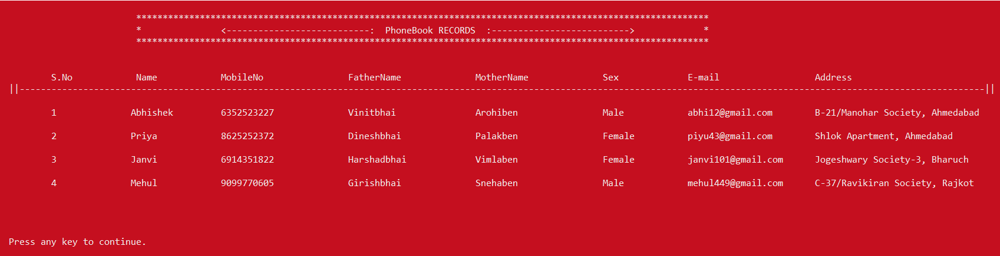 ************************************************************************************************************
* <---------------------------: PhoneBook RECORDS :--------------------------> *
************************************************************************************************************
S.No Name MobileNo FatherName MotherName Sex E-mail Address
||--------------------------------------------------------------------------------------------------------------------------------------------------------------------------------------||
1 Abhishek 6352523227 Vinitbhai Arohiben Male abhi12@gmail.com B-21/Manohar Society, Ahmedabad
2 Priya 8625252372 Dineshbhai Palakben Female piyu43@gmail.com Shlok Apartment, Ahmedabad
3 Janvi 6914351822 Harshadbhai Vimlaben Female janvi101@gmail.com Jogeshwary Society-3, Bharuch
4 Mehul 9099770605 Girishbhai Snehaben Male mehul449@gmail.com C-37/Ravikiran Society, Rajkot
Press any key to continue.